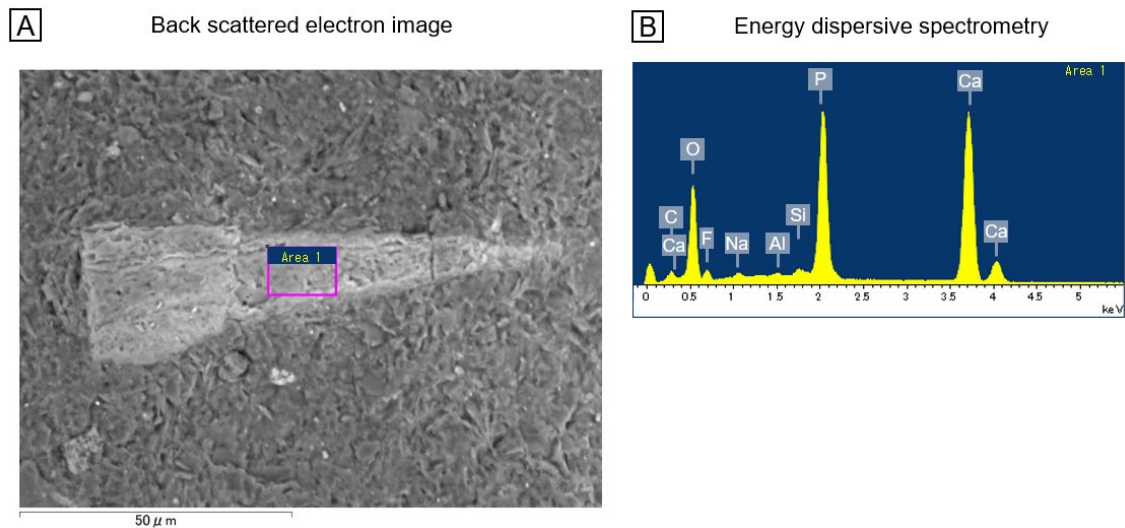 A
Back scattered electron image
Area 1
50 μm
B
Energy dispersive spectrometry
Area 1
P
Ca
O
Si
C
Ca
F
Na
Al
Ca
0 0.5 1 1.5 2 2.5 3 3.5 4 4.5 5
keV